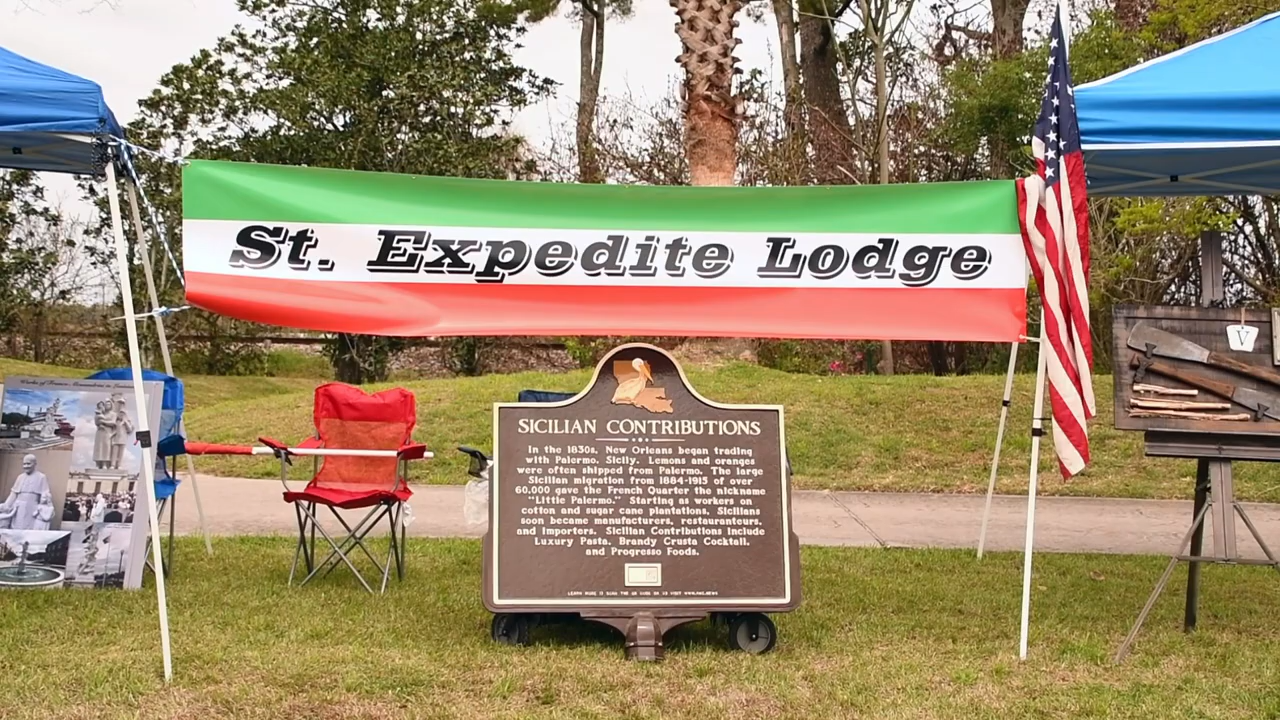 St. Expedite Lodge
V
SICILIAN CONTRIBUTIONS
In the 1830s, New Orleans began trading
with Palermo, Sicily. Lemons and oranges
were often shipped from Palermo. The large
Sicilian migration from 1884-1915 of over
60,000 gave the French Quarter the nickname
"Little Palermo." Starting as workers on
cotton and sugar cane plantations, Sicilians
soon became manufacturers, restauranteurs,
and importers. Sicilian Contributions include
Luxury Pasta, Brandy Crusta Cocktail,
and Progresso Foods.